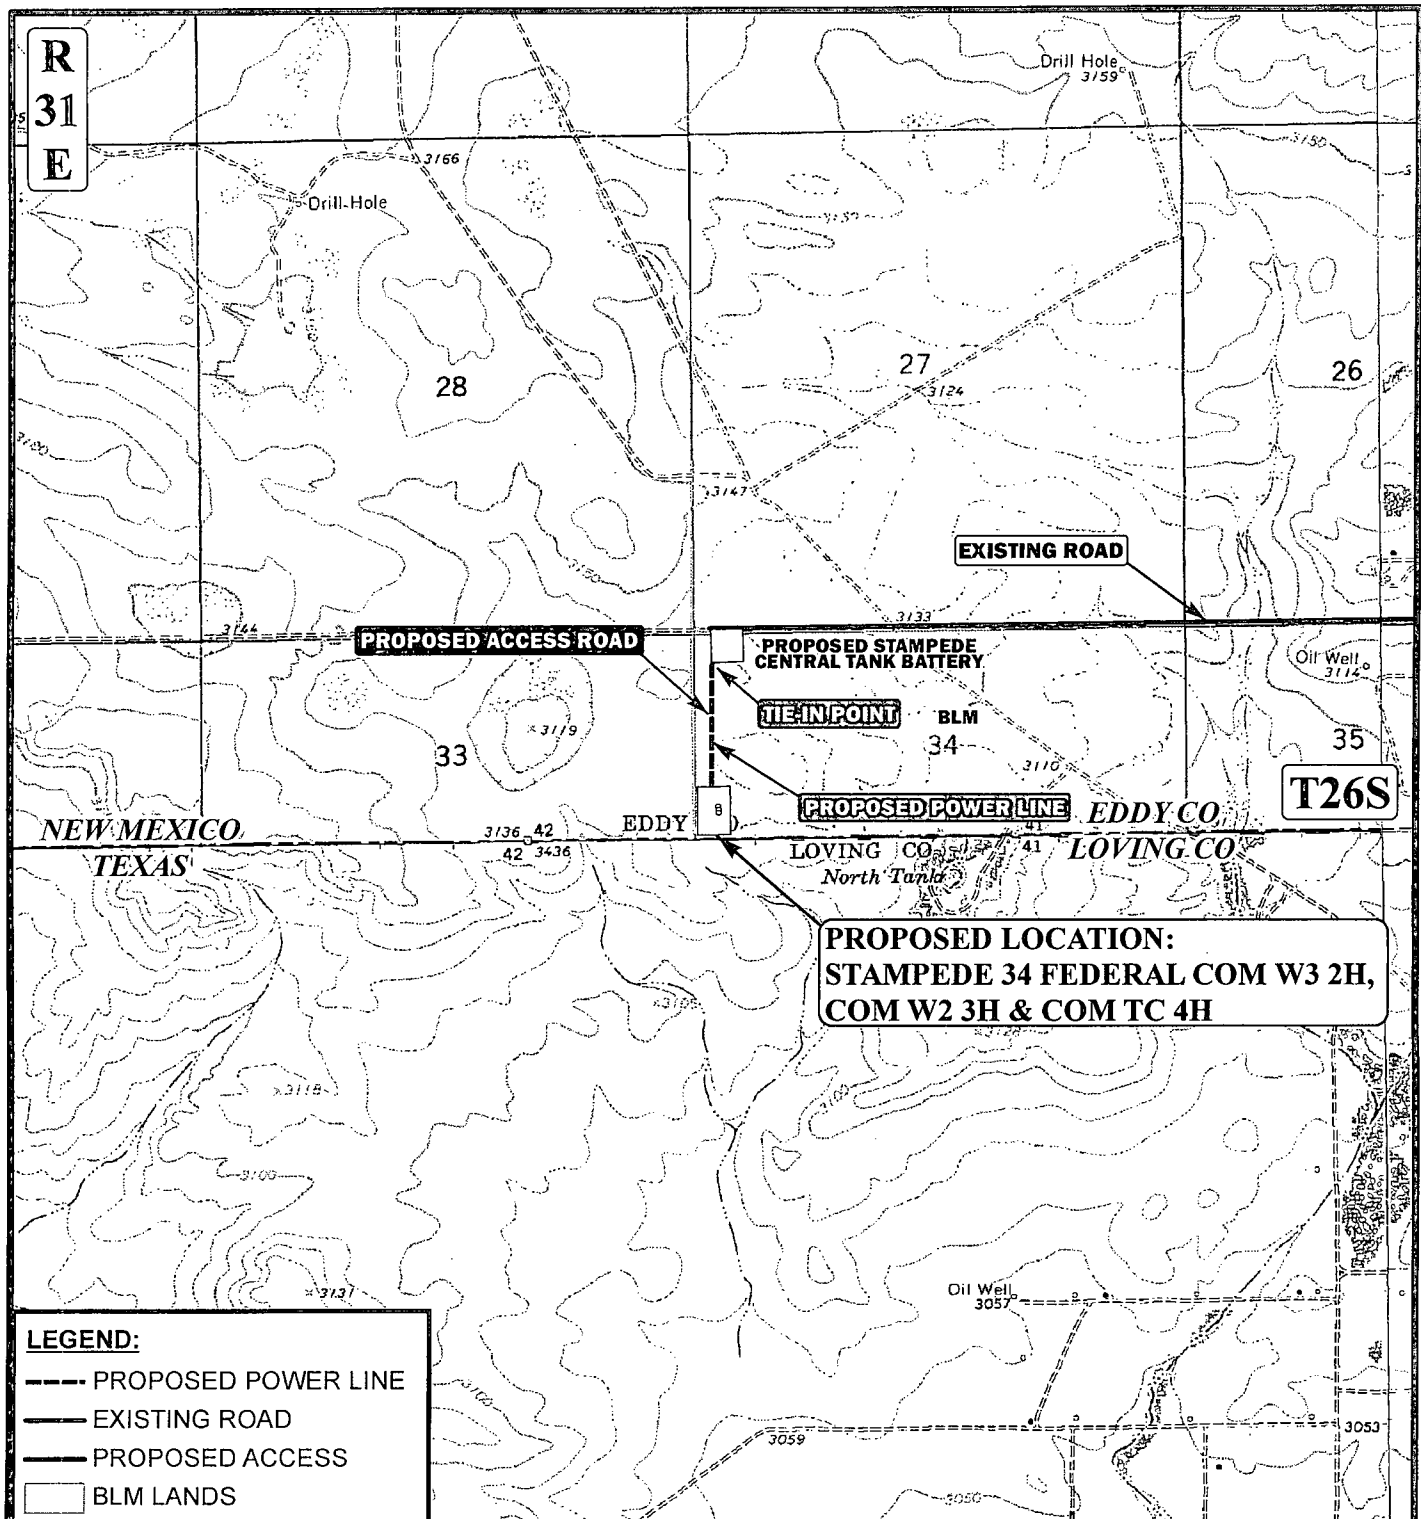 R
31
E
Drill Hole
3159
3150
3166
Drill Hole
28
27
3124
26
3147
EXISTING ROAD
3133
3144
PROPOSED ACCESS ROAD
PROPOSED STAMPEDE
CENTRAL TANK BATTERY
Oil Well
3114
TIE-IN POINT
BLM
3119
33
34
35
3110
T26S
PROPOSED POWER LINE
NEW MEXICO
TEXAS
3136
42
42
3436
EDDY
41
41
EDDY CO
LOVING CO
LOVING CO
North Tank
PROPOSED LOCATION:
STAMPEDE 34 FEDERAL COM W3 2H,
COM W2 3H & COM TC 4H
3128
3118
3100
3100
3131
Oil Well
3057
LEGEND:
PROPOSED POWER LINE
EXISTING ROAD
PROPOSED ACCESS
BLM LANDS
3100
3059
3053
3050